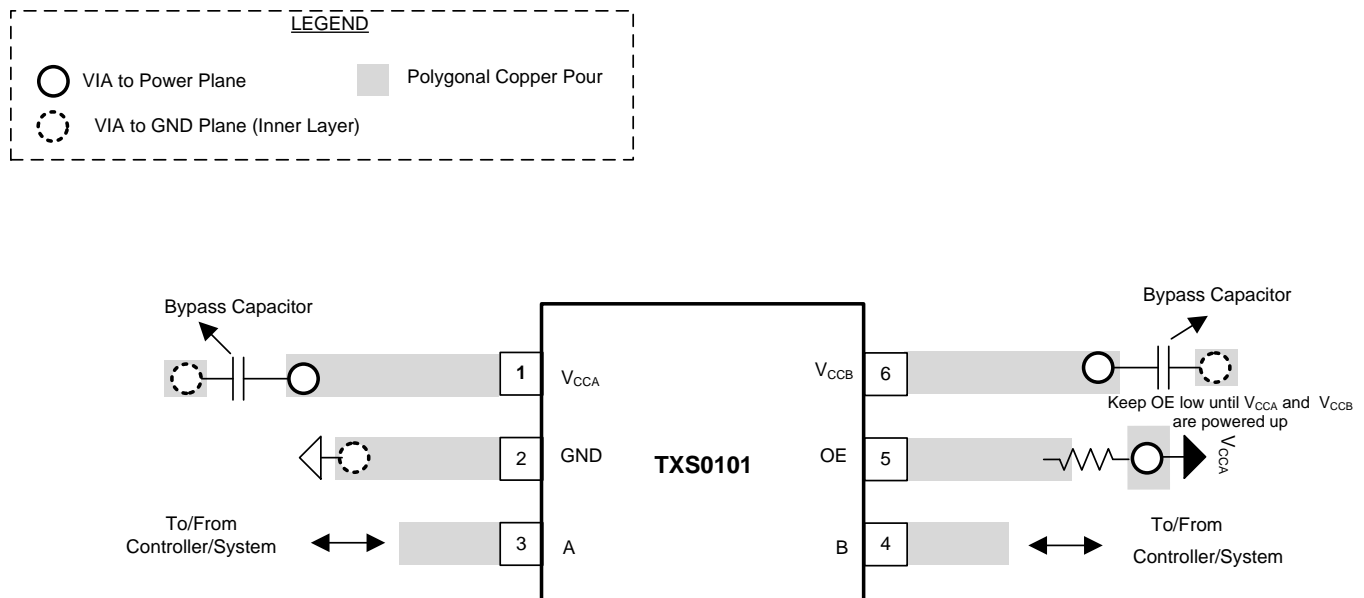 LEGEND
VIA to Power Plane
Polygonal Copper Pour
VIA to GND Plane (Inner Layer)
Bypass Capacitor
Bypass Capacitor
1
VCCA
VCCB
6
Keep OE low until VCCA and VCCB
are powered up
2
GND
TXS0101
OE
5
VCCA
To/From
Controller/System
3
A
B
4
To/From
Controller/System